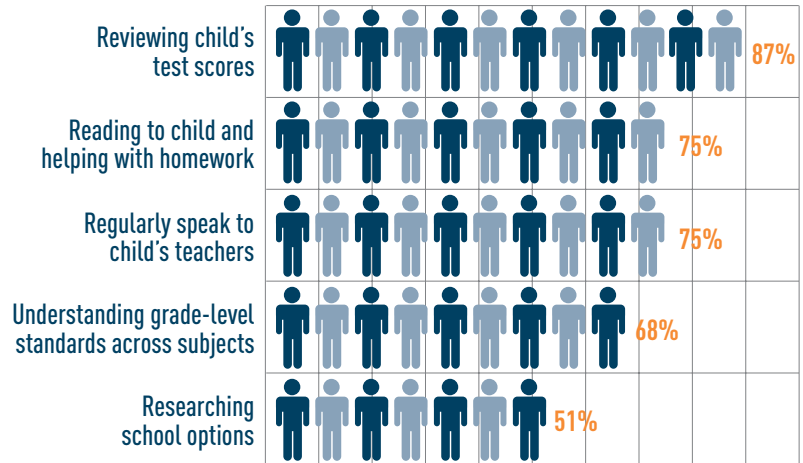 Reviewing child's
test scores
87%
Reading to child and
helping with homework
75%
Regularly speak to
child's teachers
75%
Understanding grade-level
standards across subjects
68%
Researching
school options
51%